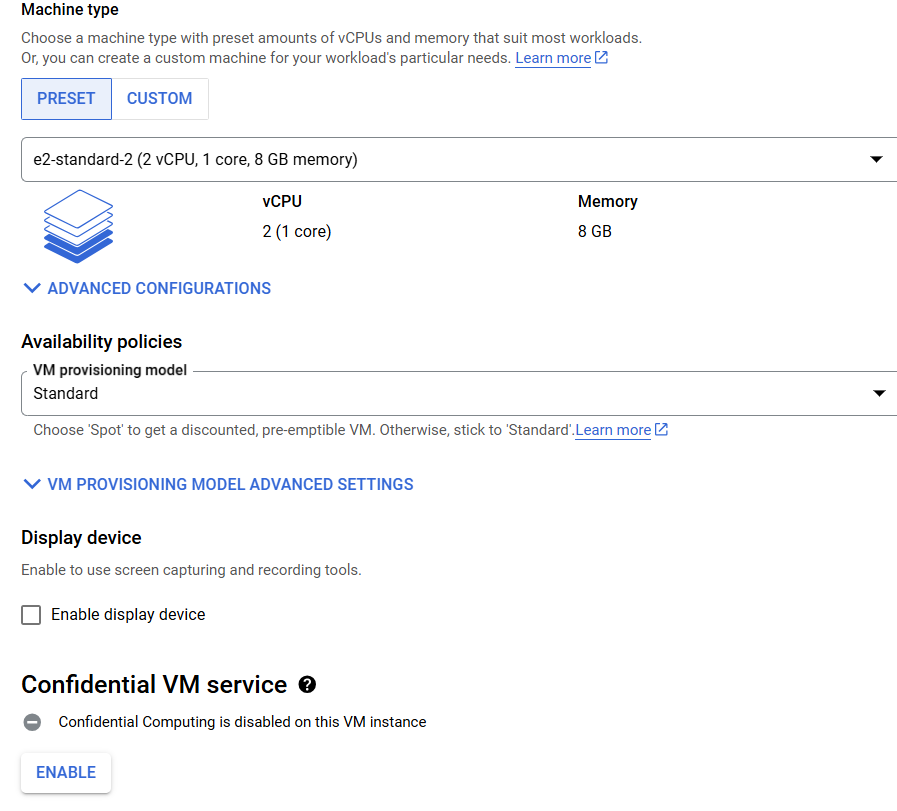 Machine type
Choose a machine type with preset amounts of vCPUs and memory that suit most workloads.
Or, you can create a custom machine for your workload's particular needs. Learn more
PRESET CUSTOM
e2-standard-2 (2 vCPU, 1 core, 8 GB memory)
vCPU Memory
2 (1 core) 8 GB
ADVANCED CONFIGURATIONS
Availability policies
VM provisioning model
Standard
Choose 'Spot' to get a discounted, pre-emptible VM. Otherwise, stick to 'Standard'.Learn more
VM PROVISIONING MODEL ADVANCED SETTINGS
Display device
Enable to use screen capturing and recording tools.
Enable display device
Confidential VM service ?
Confidential Computing is disabled on this VM instance
ENABLE